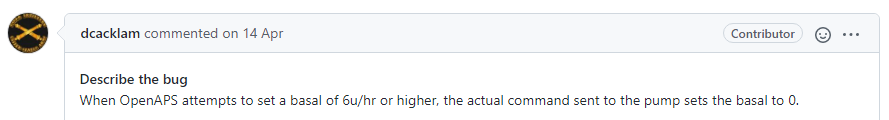 dcacklam commented on 14 Apr
Contributor
Describe the bug
When OpenAPS attempts to set a basal of 6u/hr or higher, the actual command sent to the pump sets the basal to 0.